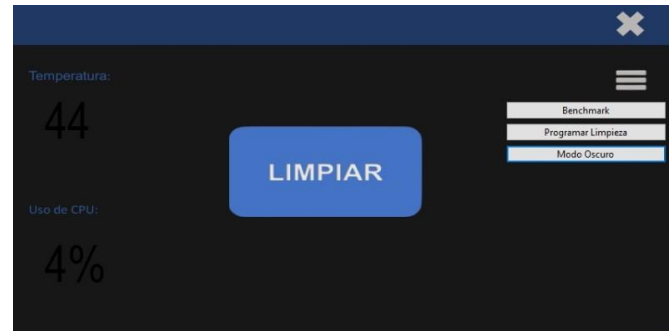 Temperatura:
44
Benchmark
Programar Limpieza
Modo Oscuro
LIMPIAR
Uso de CPU:
4%